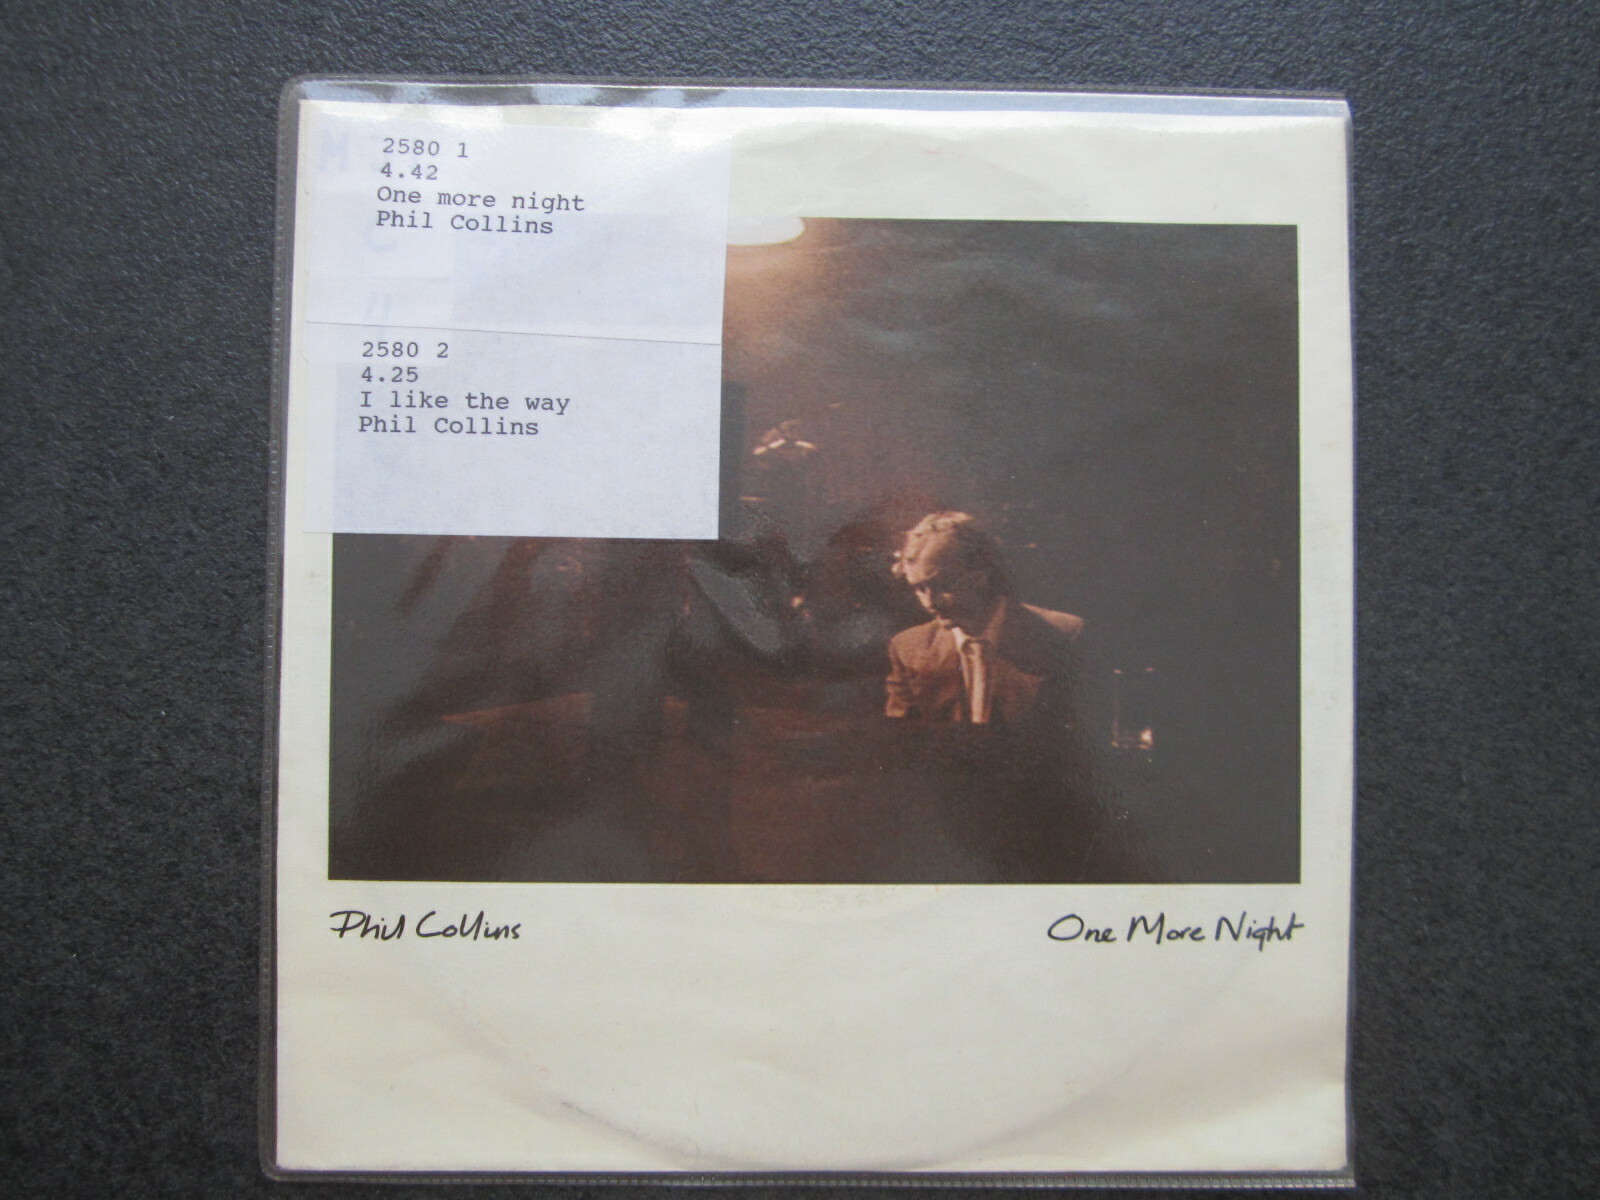 2580 1
4.42
One more night
Phil Collins
2580 2
4.25
I like the way
Phil Collins
Phil Collins
One More Night